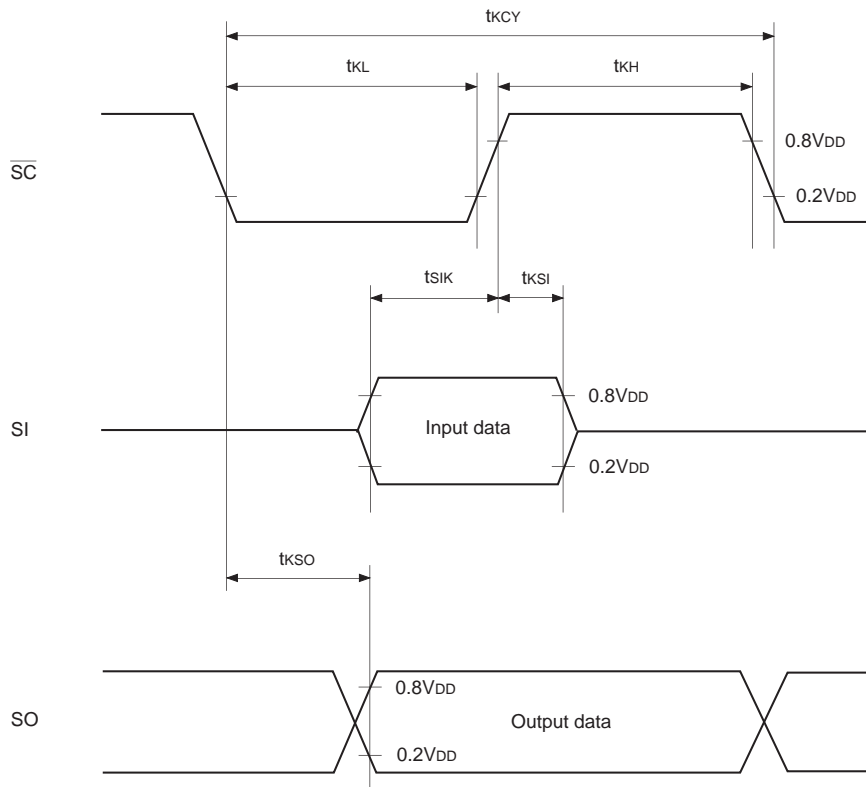 tKCY
tKL
tKH
0.8VDD
SC
0.2VDD
tSIK
tKSI
0.8VDD
SI
Input data
0.2VDD
tKSO
0.8VDD
SO
Output data
0.2VDD